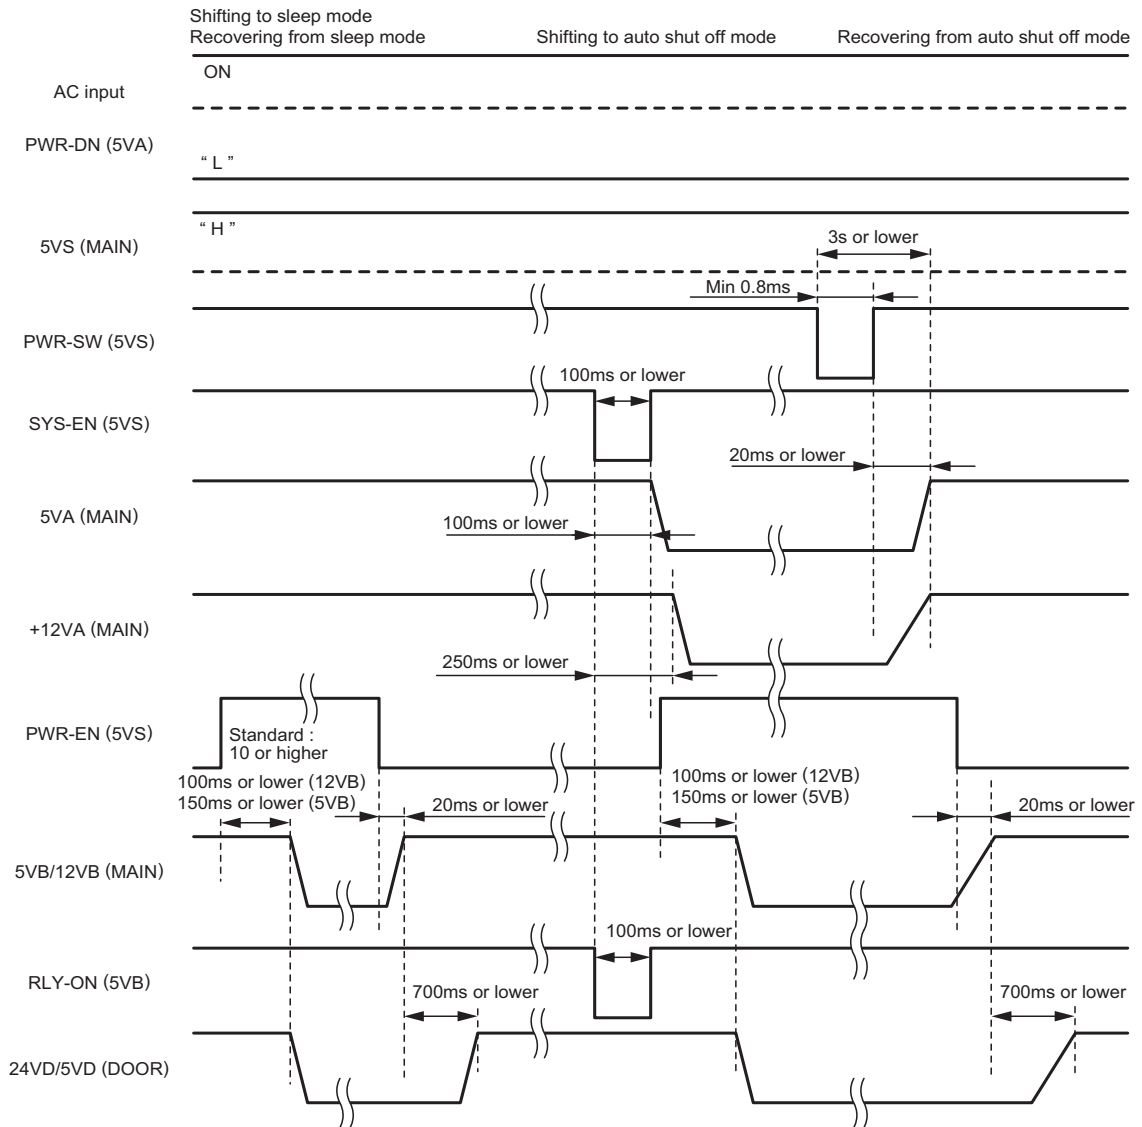 Shifting to sleep mode
Recovering from sleep mode
Shifting to auto shut off mode
Recovering from auto shut off mode
ON
AC input
PWR-DN (5VA)
“ L ”
“ H ”
5VS (MAIN)
3s or lower
Min 0.8ms
PWR-SW (5VS)
100ms or lower
SYS-EN (5VS)
20ms or lower
5VA (MAIN)
100ms or lower
+12VA (MAIN)
250ms or lower
PWR-EN (5VS)
Standard :
10 or higher
100ms or lower (12VB)
150ms or lower (5VB)
20ms or lower
100ms or lower (12VB)
150ms or lower (5VB)
20ms or lower
5VB/12VB (MAIN)
100ms or lower
RLY-ON (5VB)
700ms or lower
700ms or lower
24VD/5VD (DOOR)